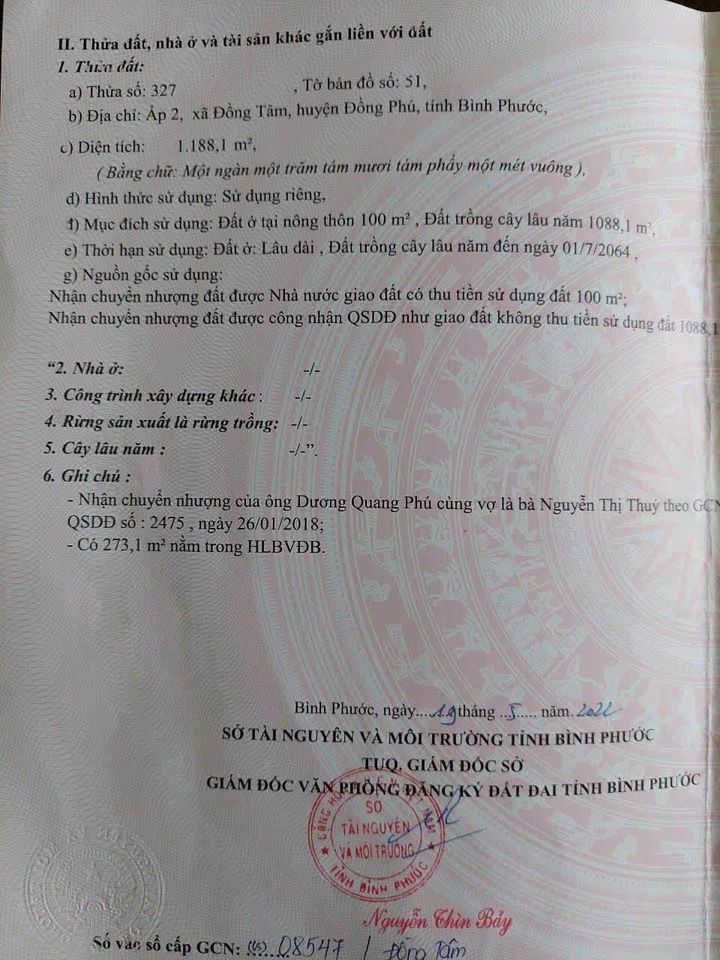 II. Thửa đất, nhà ở và tài sản khác gắn liền với đất
1. Thửa đất:
a) Thửa số: 327 , Tờ bản đồ số: 51,
b) Địa chỉ: Ấp 2, xã Đồng Tâm, huyện Đồng Phú, tỉnh Bình Phước,
c) Diện tích: 1.188,1 m²,
( Bằng chữ: Một ngàn một trăm tám mươi tám phẩy một mét vuông ),
d) Hình thức sử dụng: Sử dụng riêng,
đ) Mục đích sử dụng: Đất ở tại nông thôn 100 m² , Đất trồng cây lâu năm 1088,1 m²,
e) Thời hạn sử dụng: Đất ở: Lâu dài , Đất trồng cây lâu năm đến ngày 01/7/2064 ,
g) Nguồn gốc sử dụng:
Nhận chuyển nhượng đất được Nhà nước giao đất có thu tiền sử dụng đất 100 m²;
Nhận chuyển nhượng đất được công nhận QSDĐ như giao đất không thu tiền sử dụng đất 1088,1
“2. Nhà ở: -/-
3. Công trình xây dựng khác : -/-
4. Rừng sản xuất là rừng trồng: -/-
5. Cây lâu năm : -/-”.
6. Ghi chú :
- Nhận chuyển nhượng của ông Dương Quang Phú cùng vợ là bà Nguyễn Thị Thuý theo GCN
QSDĐ số : 2475 , ngày 26/01/2018;
- Có 273,1 m² nằm trong HLBVĐB.
Bình Phước, ngày....19 tháng ..5..... năm.2022
SỞ TÀI NGUYÊN VÀ MÔI TRƯỜNG TỈNH BÌNH PHƯỚC
TUQ. GIÁM ĐỐC SỞ
GIÁM ĐỐC VĂN PHÒNG ĐĂNG KÝ ĐẤT ĐAI TỈNH BÌNH PHƯỚC
SỞ
TÀI NGUYÊN
VÀ MÔI TRƯỜNG
TỈNH BÌNH PHƯỚC
Nguyễn Thìn Bảy
Số vào sổ cấp GCN: (CS) 08547 / Đồng Tâm